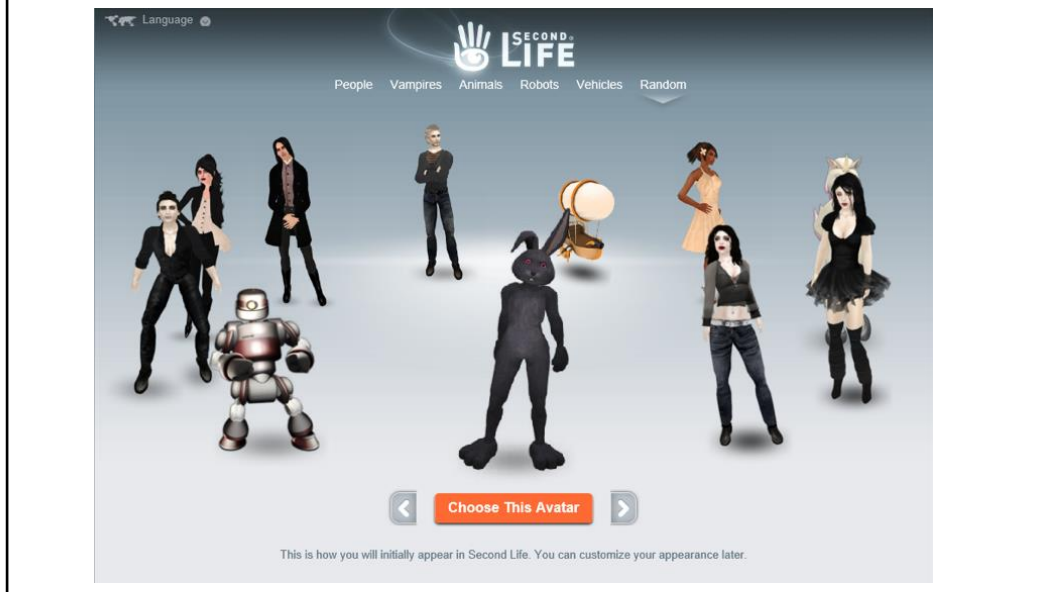 Language
SECOND®
LIFE
People Vampires Animals Robots Vehicles Random
Choose This Avatar
This is how you will initially appear in Second Life. You can customize your appearance later.